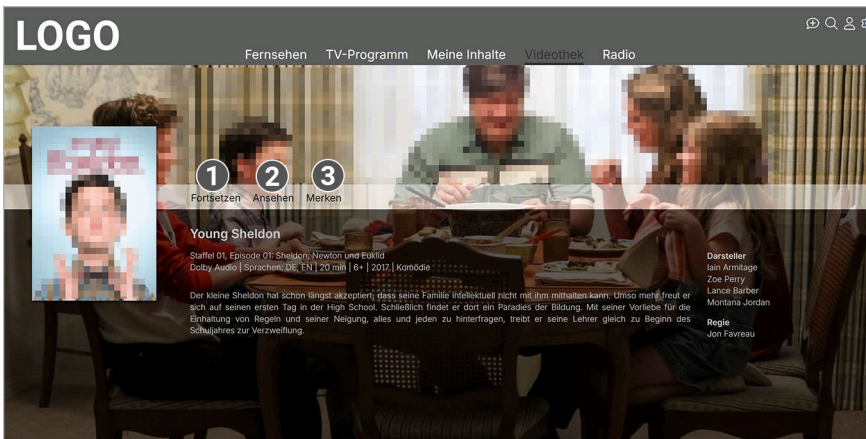 LOGO
Fernsehen TV-Programm Meine Inhalte Videothek Radio
1 2 3
Fortsetzen Ansehen Merken
Young Sheldon
Staffel 01, Episode 01: Sheldon, Newton und Euklid
Dolby Audio | Sprachen: DE, EN | 20 min | 6+ | 2017 | Komödie
Der kleine Sheldon hat schon längst akzeptiert, dass seine Familie intellektuell nicht mit ihm mithalten kann. Umso mehr freut er
sich auf seinen ersten Tag in der High School. Schließlich findet er dort ein Paradies der Bildung. Mit seiner Vorliebe für die
Einhaltung von Regeln und seiner Neigung, alles und jeden zu hinterfragen, treibt er seine Lehrer gleich zu Beginn des
Schuljahres zur Verzweiflung.
Darsteller
Iain Armitage
Zoe Perry
Lance Barber
Montana Jordan
Regie
Jon Favreau